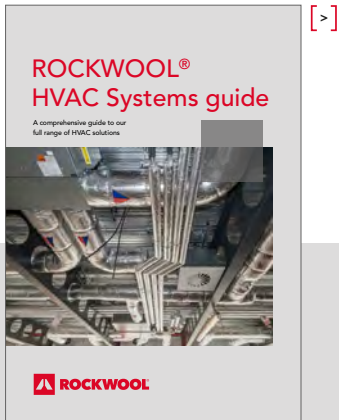 [>]
ROCKWOOL®
HVAC Systems guide
A comprehensive guide to our
full range of HVAC solutions
ROCKWOOL